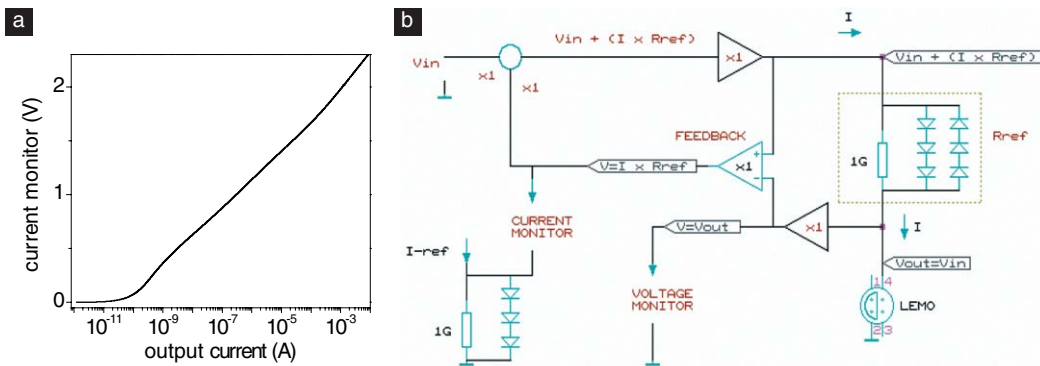 a
current monitor (V)
2
1
0
10-11
10-9
10-7
10-5
10-3
output current (A)
b
Vin
x1
x1
Vin + (I x Rref)
x1
I
Vin + (I x Rref)
FEEDBACK
+
x1
-
V=I x Rref
1G
Rref
CURRENT
MONITOR
V=Vout
x1
I
I-ref
1G
VOLTAGE
MONITOR
Vout=Vin
1 4
LEMO
2 3